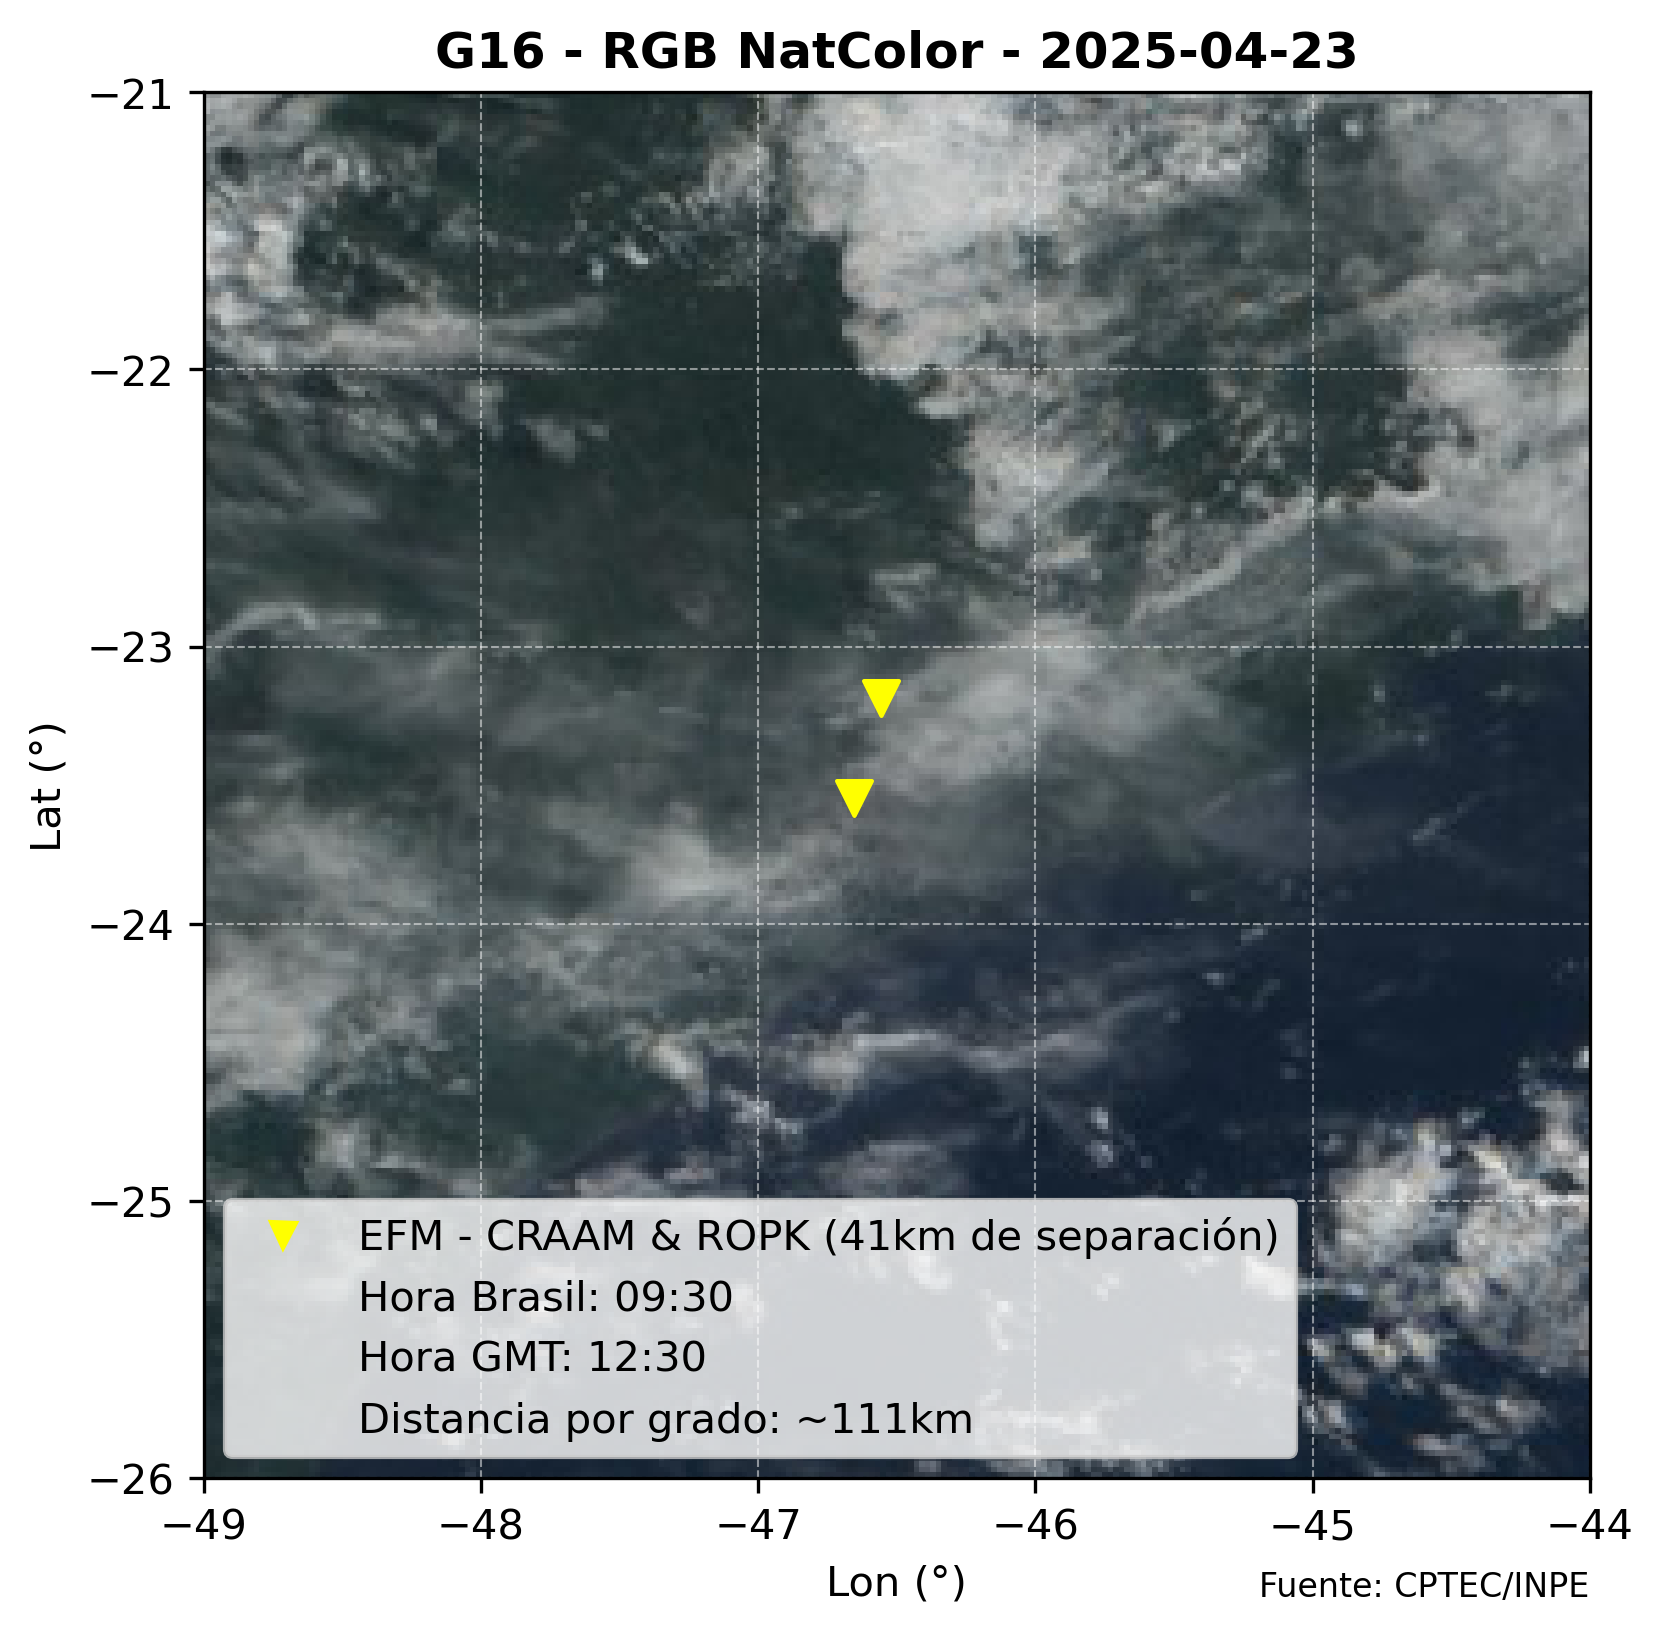 G16 - RGB NatColor - 2025-04-23
−21
−22
−23
−24
−25
−26
Lat (°)
EFM - CRAAM & ROPK (41km de separación)
Hora Brasil: 09:30
Hora GMT: 12:30
Distancia por grado: ~111km
−49 −48 −47 −46 −45 −44
Lon (°)
Fuente: CPTEC/INPE